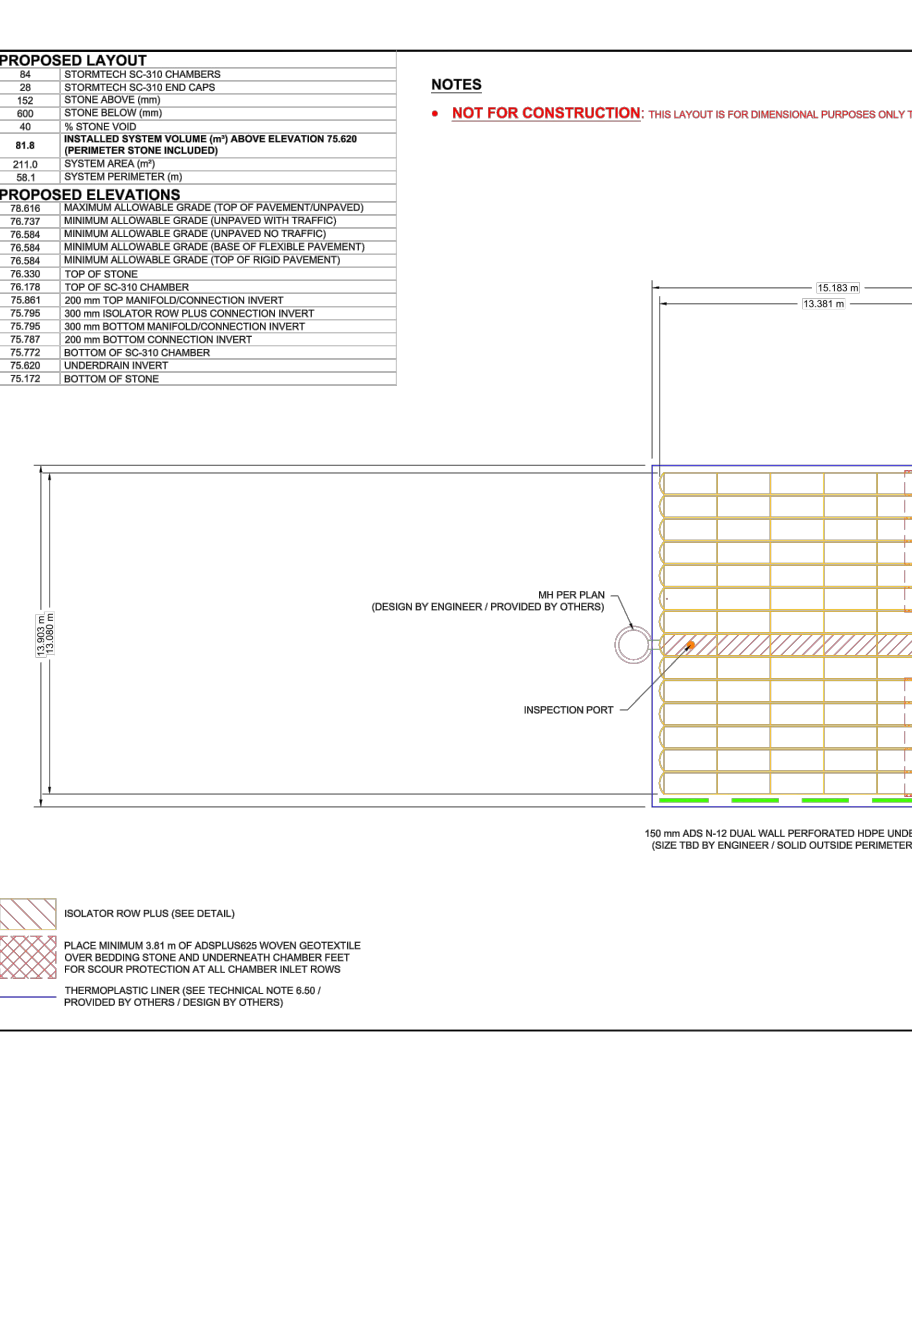 PROPOSED LAYOUT
84 STORMTECH SC-310 CHAMBERS
28 STORMTECH SC-310 END CAPS
152 STONE ABOVE (mm)
600 STONE BELOW (mm)
40 % STONE VOID
81.8 INSTALLED SYSTEM VOLUME (m³) ABOVE ELEVATION 75.620
(PERIMETER STONE INCLUDED)
211.0 SYSTEM AREA (m²)
58.1 SYSTEM PERIMETER (m)
PROPOSED ELEVATIONS
78.616 MAXIMUM ALLOWABLE GRADE (TOP OF PAVEMENT/UNPAVED)
76.737 MINIMUM ALLOWABLE GRADE (UNPAVED WITH TRAFFIC)
76.584 MINIMUM ALLOWABLE GRADE (UNPAVED NO TRAFFIC)
76.584 MINIMUM ALLOWABLE GRADE (BASE OF FLEXIBLE PAVEMENT)
76.584 MINIMUM ALLOWABLE GRADE (TOP OF RIGID PAVEMENT)
76.330 TOP OF STONE
76.178 TOP OF SC-310 CHAMBER
75.861 200 mm TOP MANIFOLD/CONNECTION INVERT
75.795 300 mm ISOLATOR ROW PLUS CONNECTION INVERT
75.795 300 mm BOTTOM MANIFOLD/CONNECTION INVERT
75.787 200 mm BOTTOM CONNECTION INVERT
75.772 BOTTOM OF SC-310 CHAMBER
75.620 UNDERDRAIN INVERT
75.172 BOTTOM OF STONE
NOTES
• NOT FOR CONSTRUCTION: THIS LAYOUT IS FOR DIMENSIONAL PURPOSES ONLY T
15.183 m
13.381 m
13.903 m
13.080 m
MH PER PLAN
(DESIGN BY ENGINEER / PROVIDED BY OTHERS)
INSPECTION PORT
150 mm ADS N-12 DUAL WALL PERFORATED HDPE UNDE
(SIZE TBD BY ENGINEER / SOLID OUTSIDE PERIMETER
ISOLATOR ROW PLUS (SEE DETAIL)
PLACE MINIMUM 3.81 m OF ADSPLUS625 WOVEN GEOTEXTILE
OVER BEDDING STONE AND UNDERNEATH CHAMBER FEET
FOR SCOUR PROTECTION AT ALL CHAMBER INLET ROWS
THERMOPLASTIC LINER (SEE TECHNICAL NOTE 6.50 /
PROVIDED BY OTHERS / DESIGN BY OTHERS)